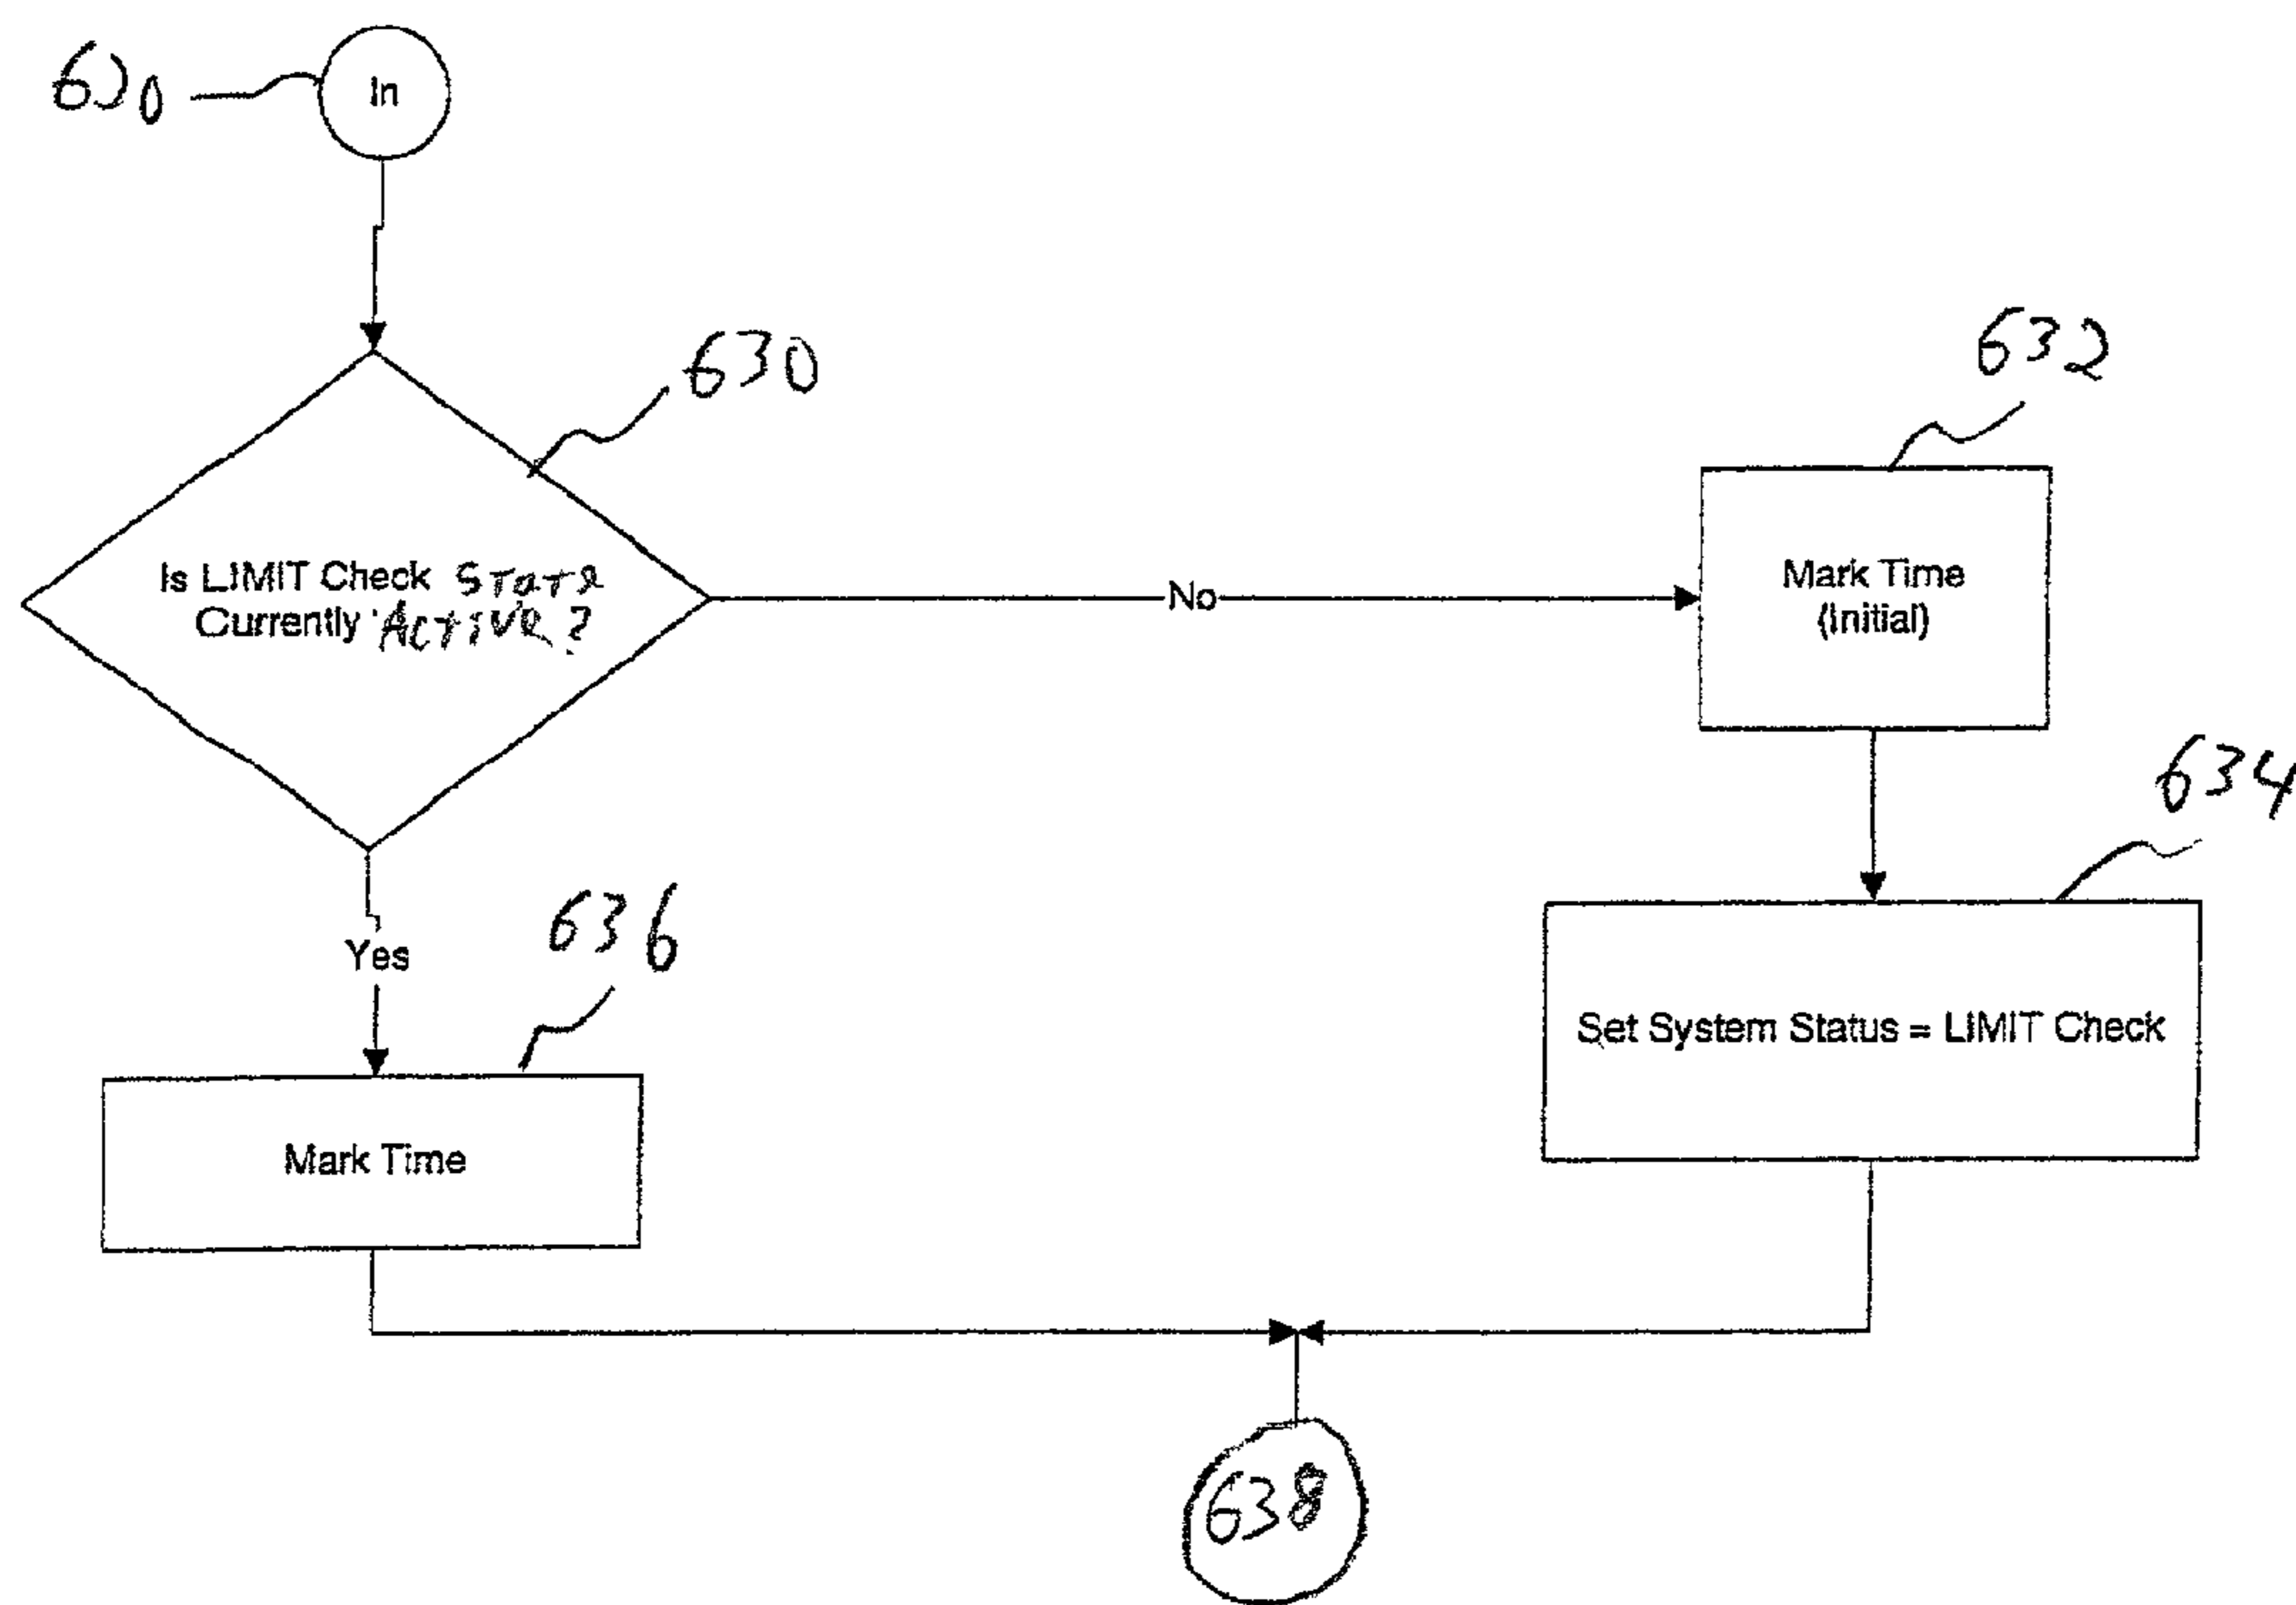 630
In
630
632
Is LIMIT Check State
Currently Active?
No
Mark Time
(Initial)
634
636
Yes
Set System Status = LIMIT Check
Mark Time
638